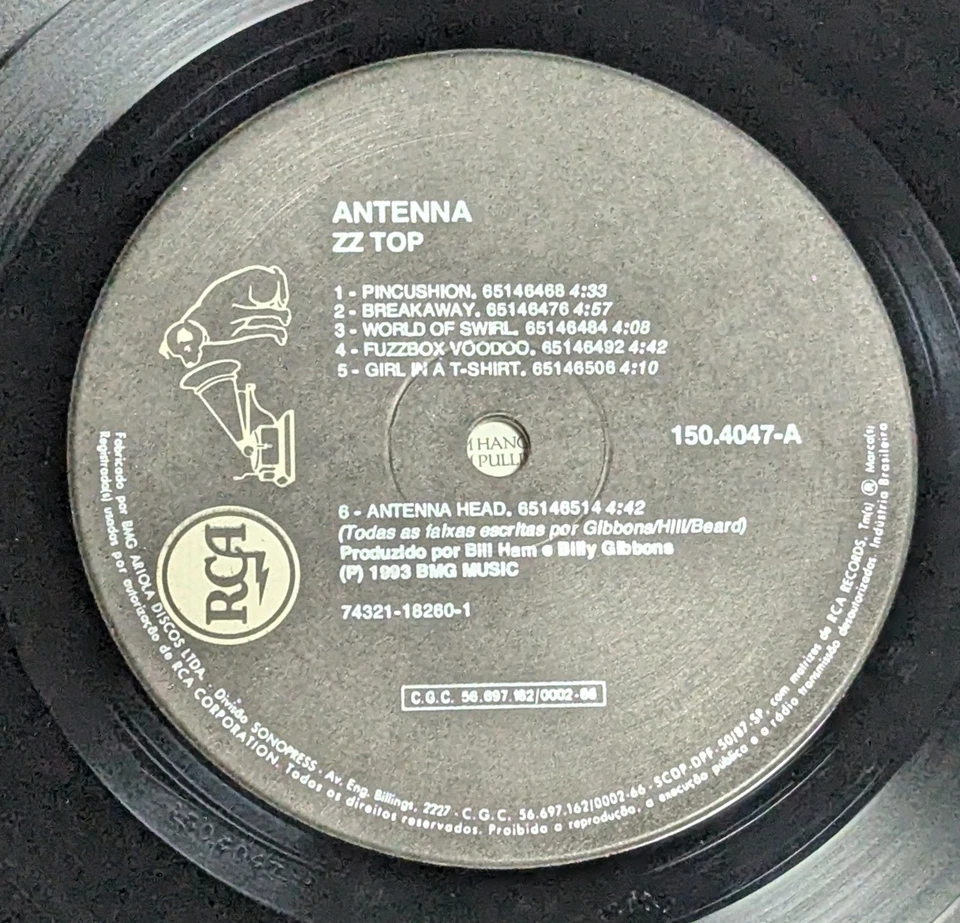 ANTENNA
ZZ TOP
1 - PINCUSHION. 65146468 4:33
2 - BREAKAWAY. 65146476 4:57
3 - WORLD OF SWIRL. 65146484 4:08
4 - FUZZBOX VOODOO. 65146492 4:42
5 - GIRL IN A T-SHIRT. 65146506 4:10
150.4047-A
HANG
PULL
6 - ANTENNA HEAD. 65146514 4:42
(Todas as faixas escritas por Gibbons/Hill/Beard)
Produzido por Bill Ham e Billy Gibbons
(P) 1993 BMG MUSIC
74321-18260-1
RCA
C.G.C. 56.697.162/0002-66
Fabricado por BMG ARIOLA DISCOS LTDA. · Divisão SONOPRESS · Av. Eng. Billings, 2227 · C.G.C. 56.697.162/0002-66 · SCDP-DPF. 50/87-SP, com matrizes de RCA RECORDS. Tm(s) ® Marca(s)
Registrada(s) usadas por autorização de RCA CORPORATION. Todos os direitos reservados. Proibida a reprodução, a execução pública e a rádio transmissão desautorizadas. Indústria Brasileira